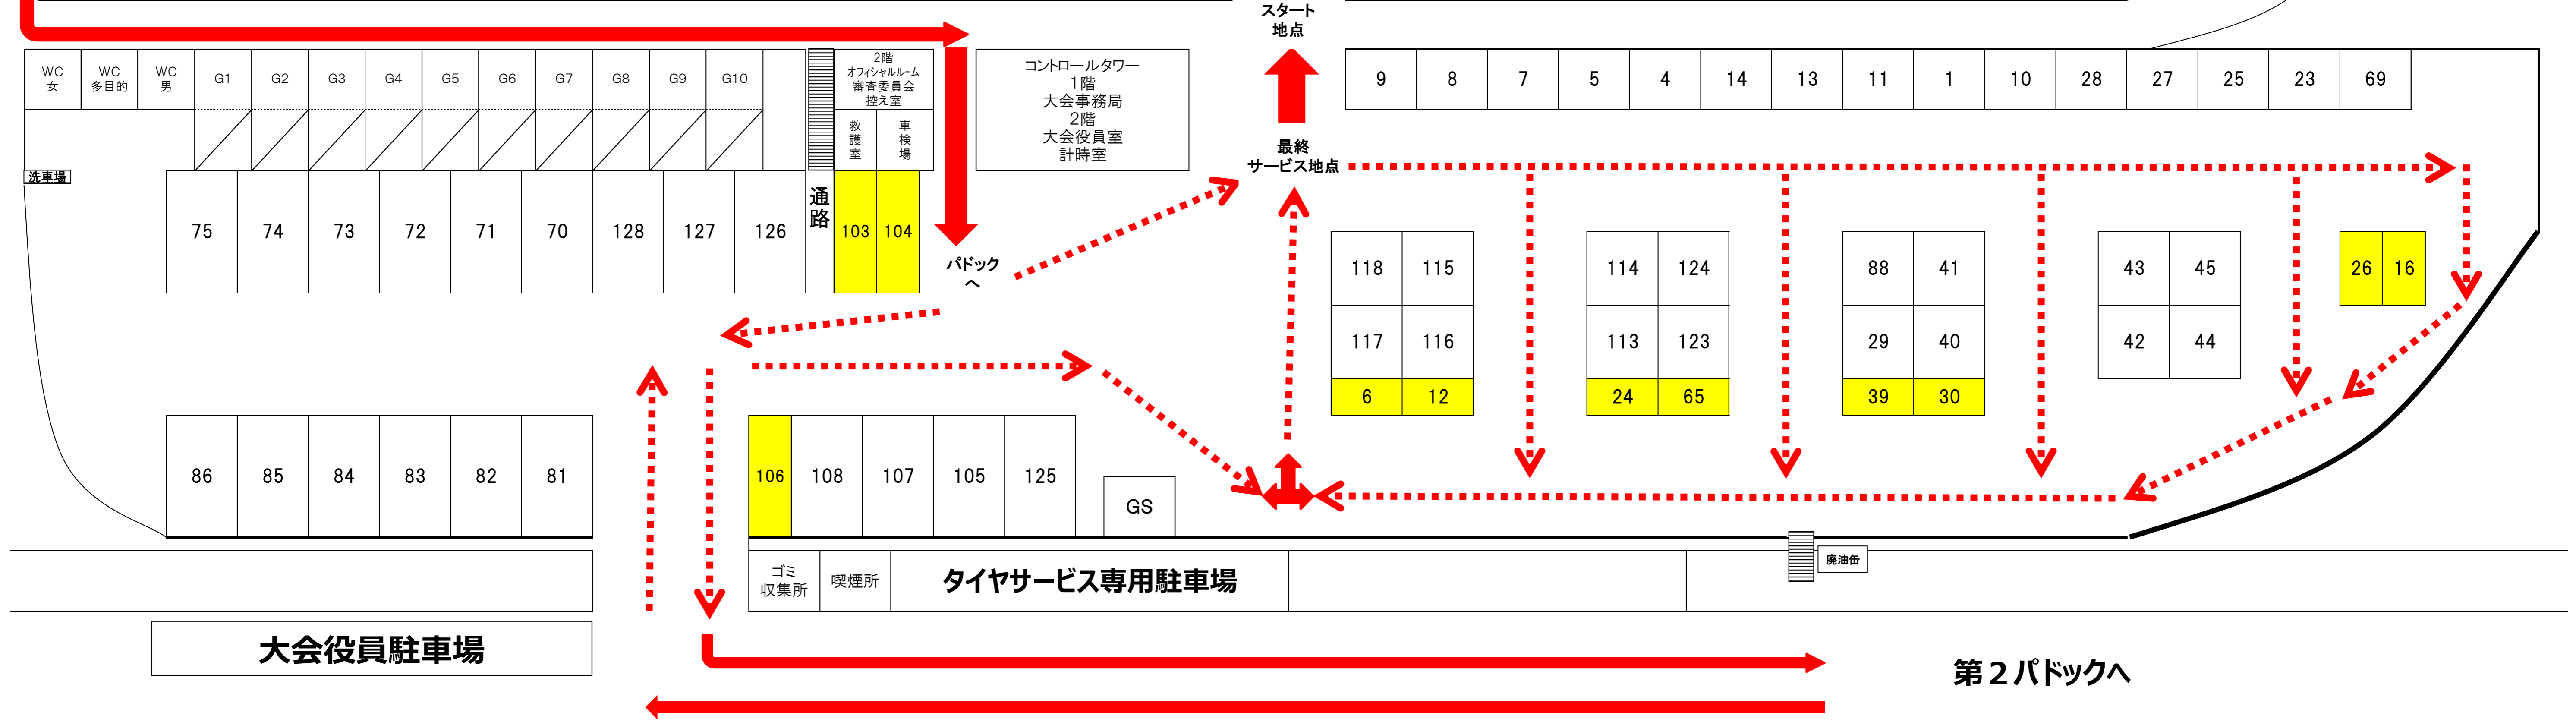 スタート
地点
WC
女
WC
多目的
WC
男
G1
G2
G3
G4
G5
G6
G7
G8
G9
G10
2階
オフィシャルルーム
審査委員会
控え室
救
護
室
車
検
場
コントロールタワー
1階
大会事務局
2階
大会役員室
計時室
最終
サービス地点
9
8
7
5
4
14
13
11
1
10
28
27
25
23
69
洗車場
75
74
73
72
71
70
128
127
126
通
路
103
104
パドック
へ
118
115
117
116
6
12
114
124
113
123
24
65
88
41
29
40
39
30
43
45
42
44
26
16
86
85
84
83
82
81
106
108
107
105
125
GS
ゴミ
収集所
喫煙所
タイヤサービス専用駐車場
廃油缶
大会役員駐車場
第２パドックへ